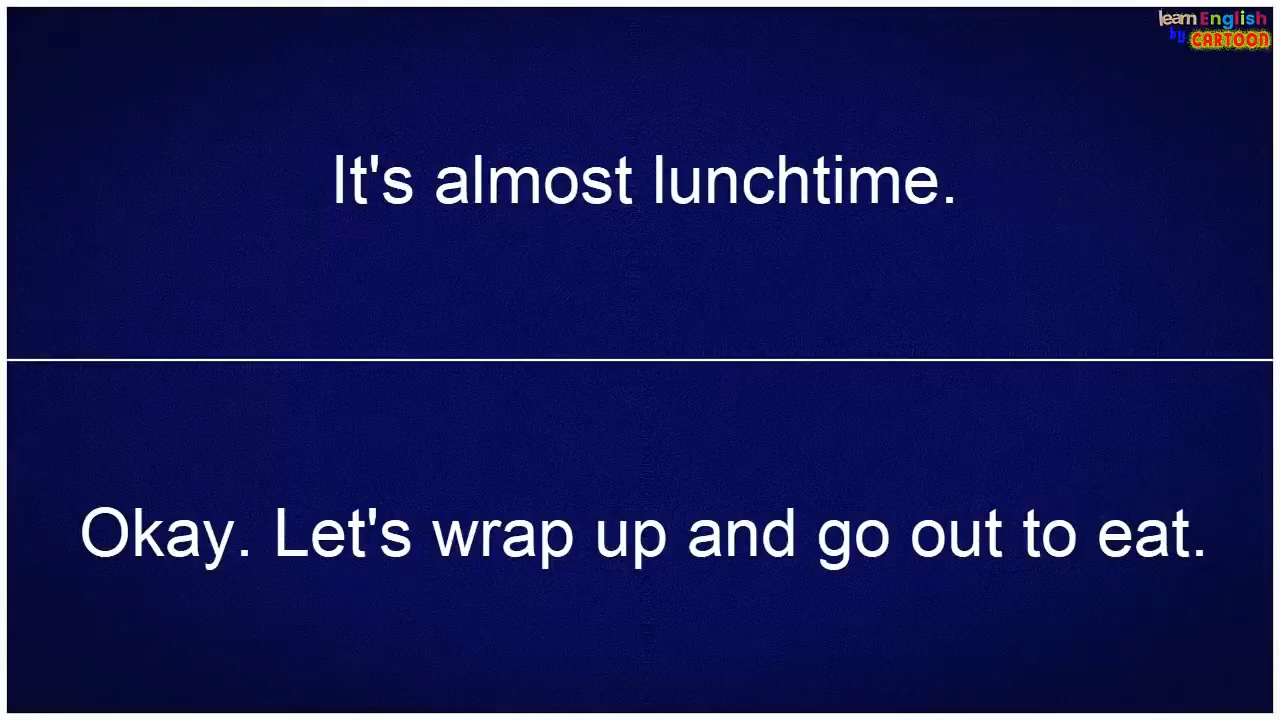 learn English
by CARTOON
It's almost lunchtime.
Okay. Let's wrap up and go out to eat.